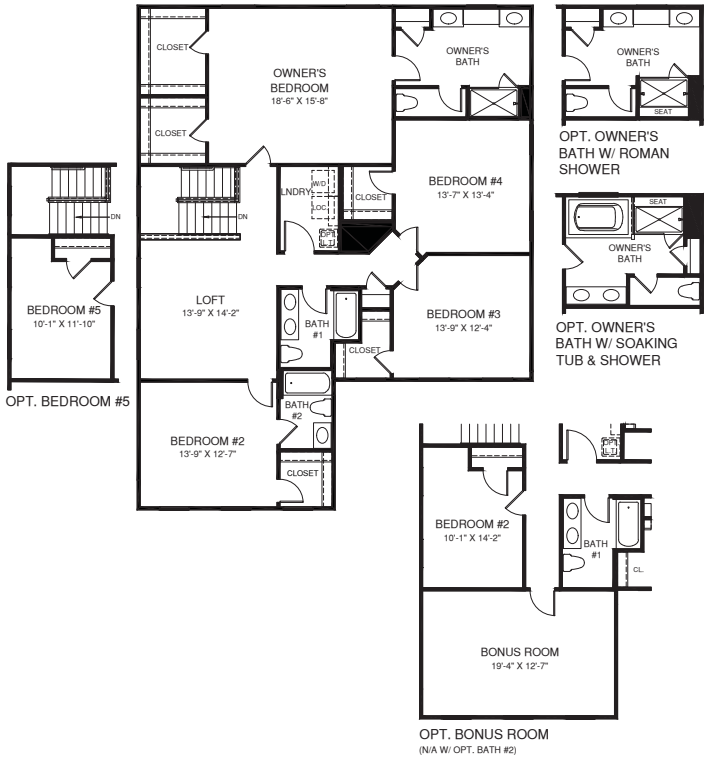 CLOSET
OWNER'S
BEDROOM
18'-6" X 15'-8"
CLOSET
OWNER'S
BATH
OWNER'S
BATH
SEAT
OPT. OWNER'S
BATH W/ ROMAN
SHOWER
LNDRY
W/D
LOC
OPT.
L.T.
CLOSET
BEDROOM #4
13'-7" X 13'-4"
DN
DN
SEAT
OWNER'S
BATH
OPT. OWNER'S
BATH W/ SOAKING
TUB & SHOWER
BEDROOM #5
10'-1" X 11'-10"
OPT. BEDROOM #5
LOFT
13'-9" X 14'-2"
BATH
#1
CLOSET
BEDROOM #3
13'-9" X 12'-4"
BATH
#2
BEDROOM #2
13'-9" X 12'-7"
CLOSET
OPT.
L.T.
BEDROOM #2
10'-1" X 14'-2"
BATH
#1
CL.
BONUS ROOM
19'-4" X 12'-7"
OPT. BONUS ROOM
(N/A W/ OPT. BATH #2)